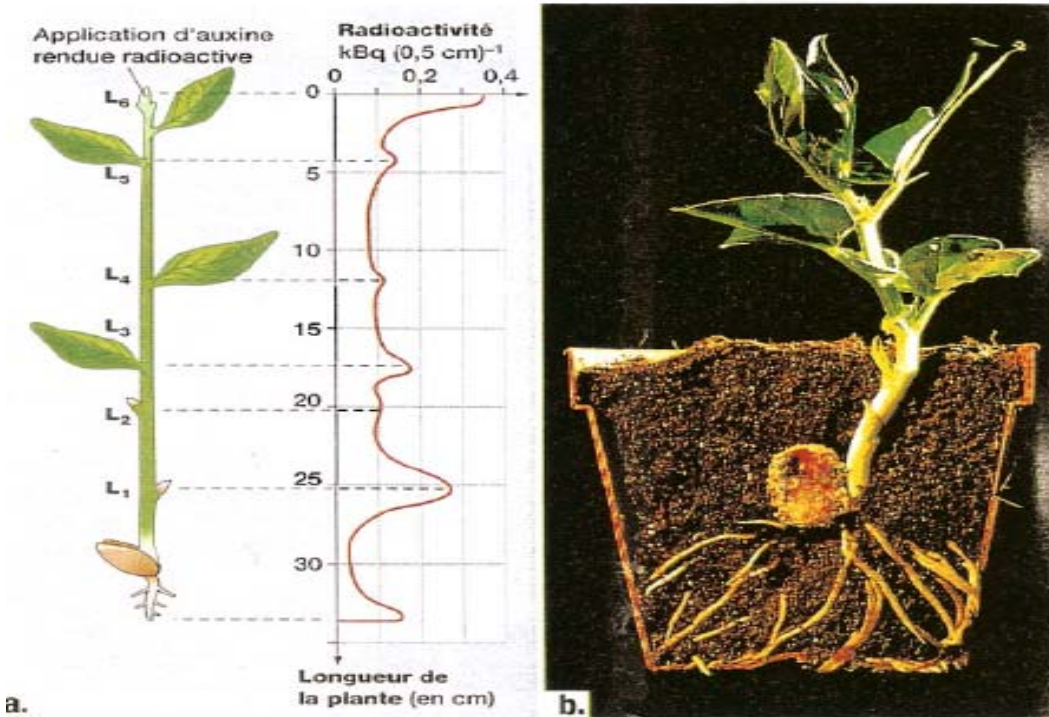 Application d'auxine
rendue radioactive
L6
L5
L4
L3
L2
L1
Radioactivité
kBq (0,5 cm)⁻¹
0
0,2
0,4
0
5
10
15
20
25
30
Longueur de
la plante (en cm)
a.
b.